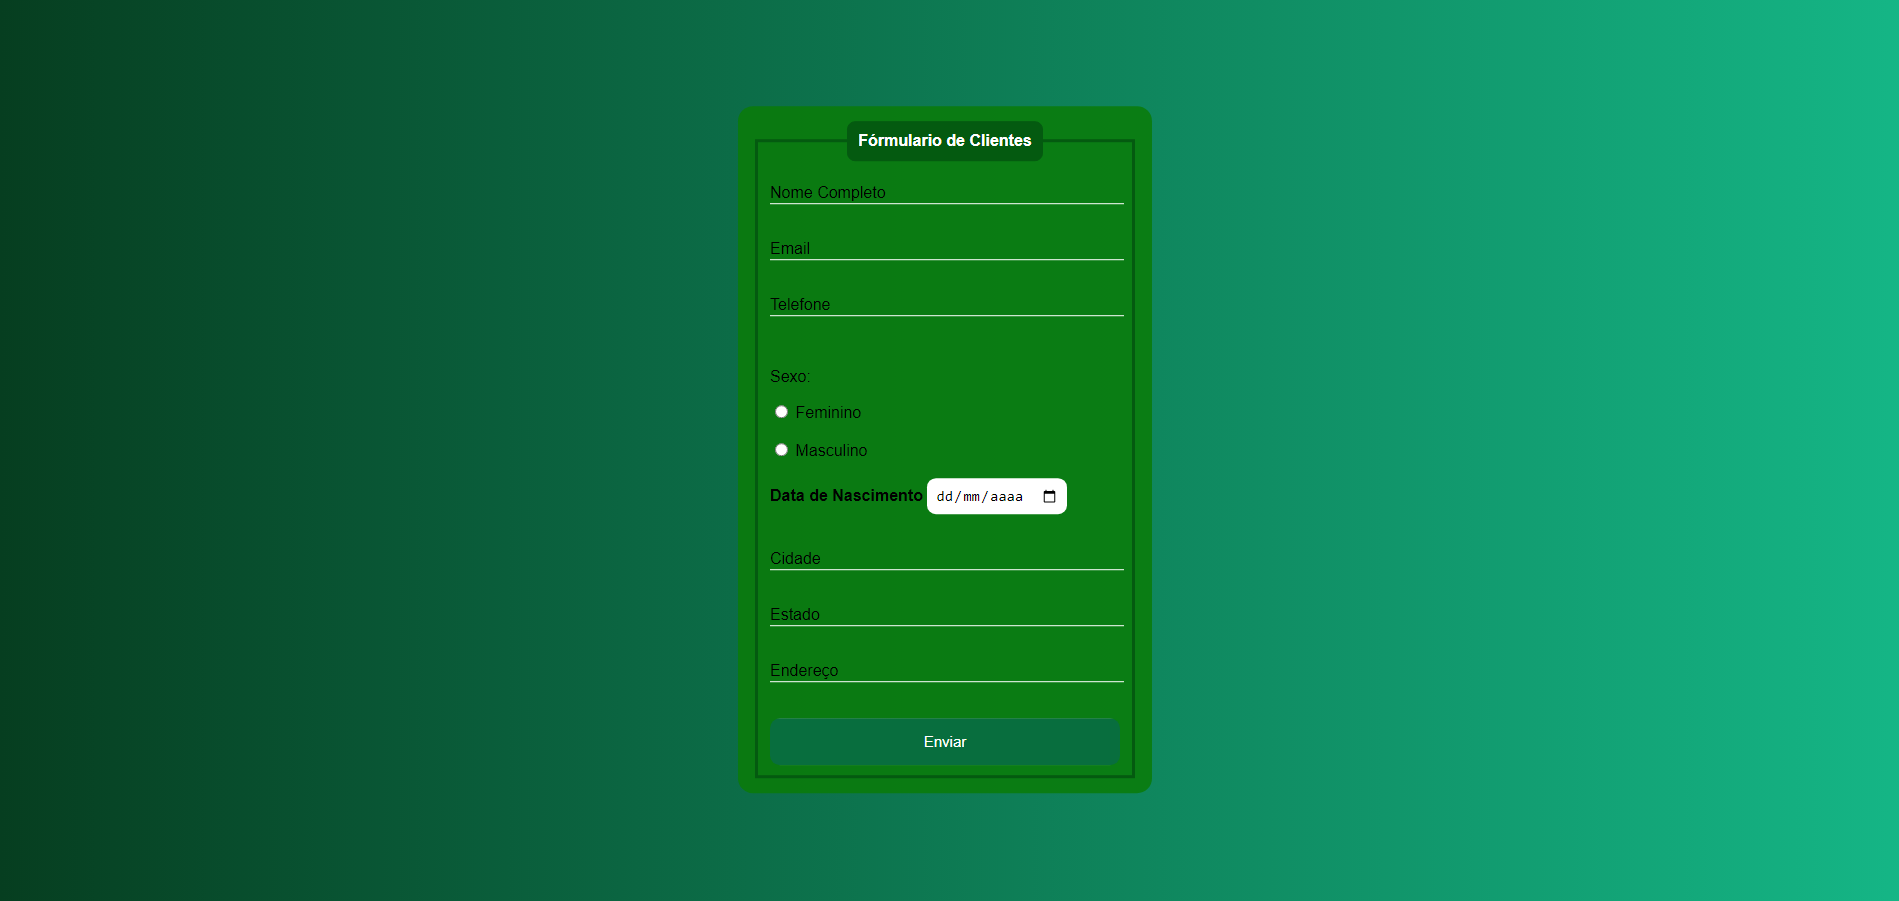 Fórmulario de Clientes
Nome Completo
Email
Telefone
Sexo:
Feminino
Masculino
Data de Nascimento dd/mm/aaaa
Cidade
Estado
Endereço
Enviar